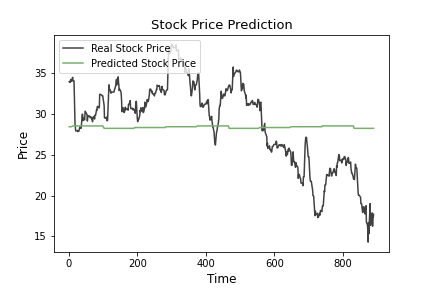 Stock Price Prediction
Real Stock Price
Predicted Stock Price
Price
35
30
25
20
15
0 200 400 600 800
Time